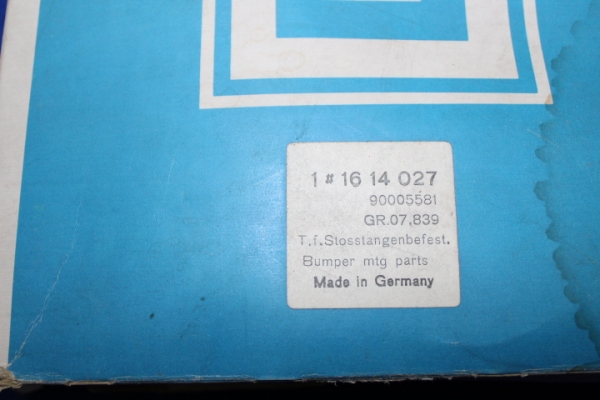 1 # 16 14 027
90005581
GR.07,839
T.f.Stosstangenbefest.
Bumper mtg parts
Made in Germany